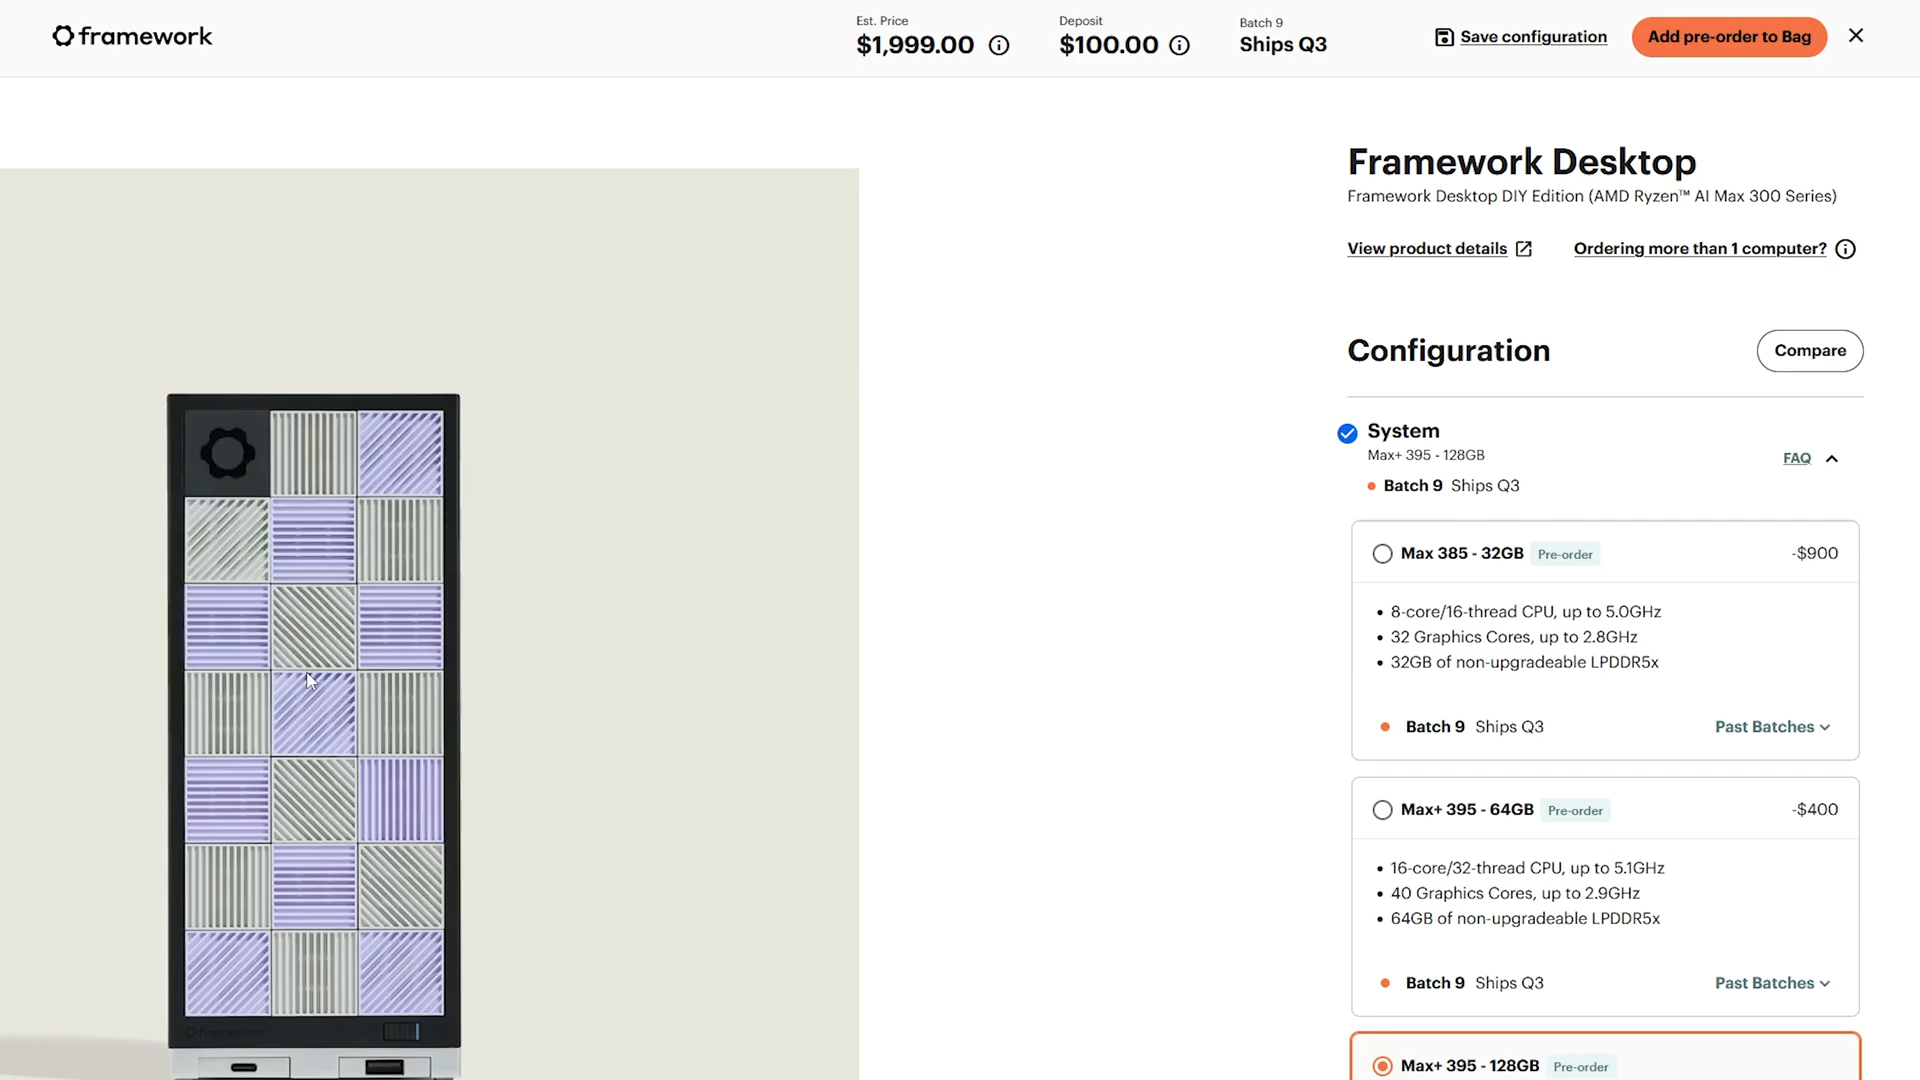 framework
Est. Price
$1,999.00
Deposit
$100.00
Batch 9
Ships Q3
Save configuration
Add pre-order to Bag
Framework Desktop
Framework Desktop DIY Edition (AMD Ryzen™ AI Max 300 Series)
View product details
Ordering more than 1 computer?
Configuration
Compare
System
Max+ 395 - 128GB
FAQ
Batch 9 Ships Q3
Max 385 - 32GB Pre-order -$900
• 8-core/16-thread CPU, up to 5.0GHz
• 32 Graphics Cores, up to 2.8GHz
• 32GB of non-upgradeable LPDDR5x
Batch 9 Ships Q3 Past Batches
Max+ 395 - 64GB Pre-order -$400
• 16-core/32-thread CPU, up to 5.1GHz
• 40 Graphics Cores, up to 2.9GHz
• 64GB of non-upgradeable LPDDR5x
Batch 9 Ships Q3 Past Batches
Max+ 395 - 128GB Pre-order
framework